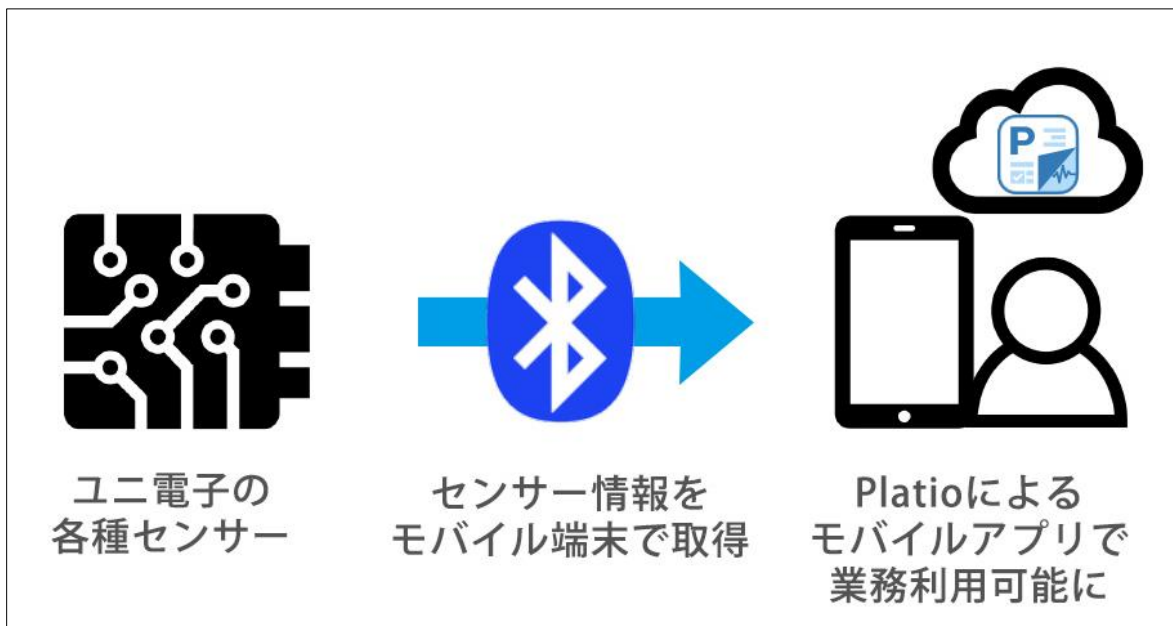 P
ユニ電子の
各種センサー
センサー情報を
モバイル端末で取得
Platioによる
モバイルアプリで
業務利用可能に